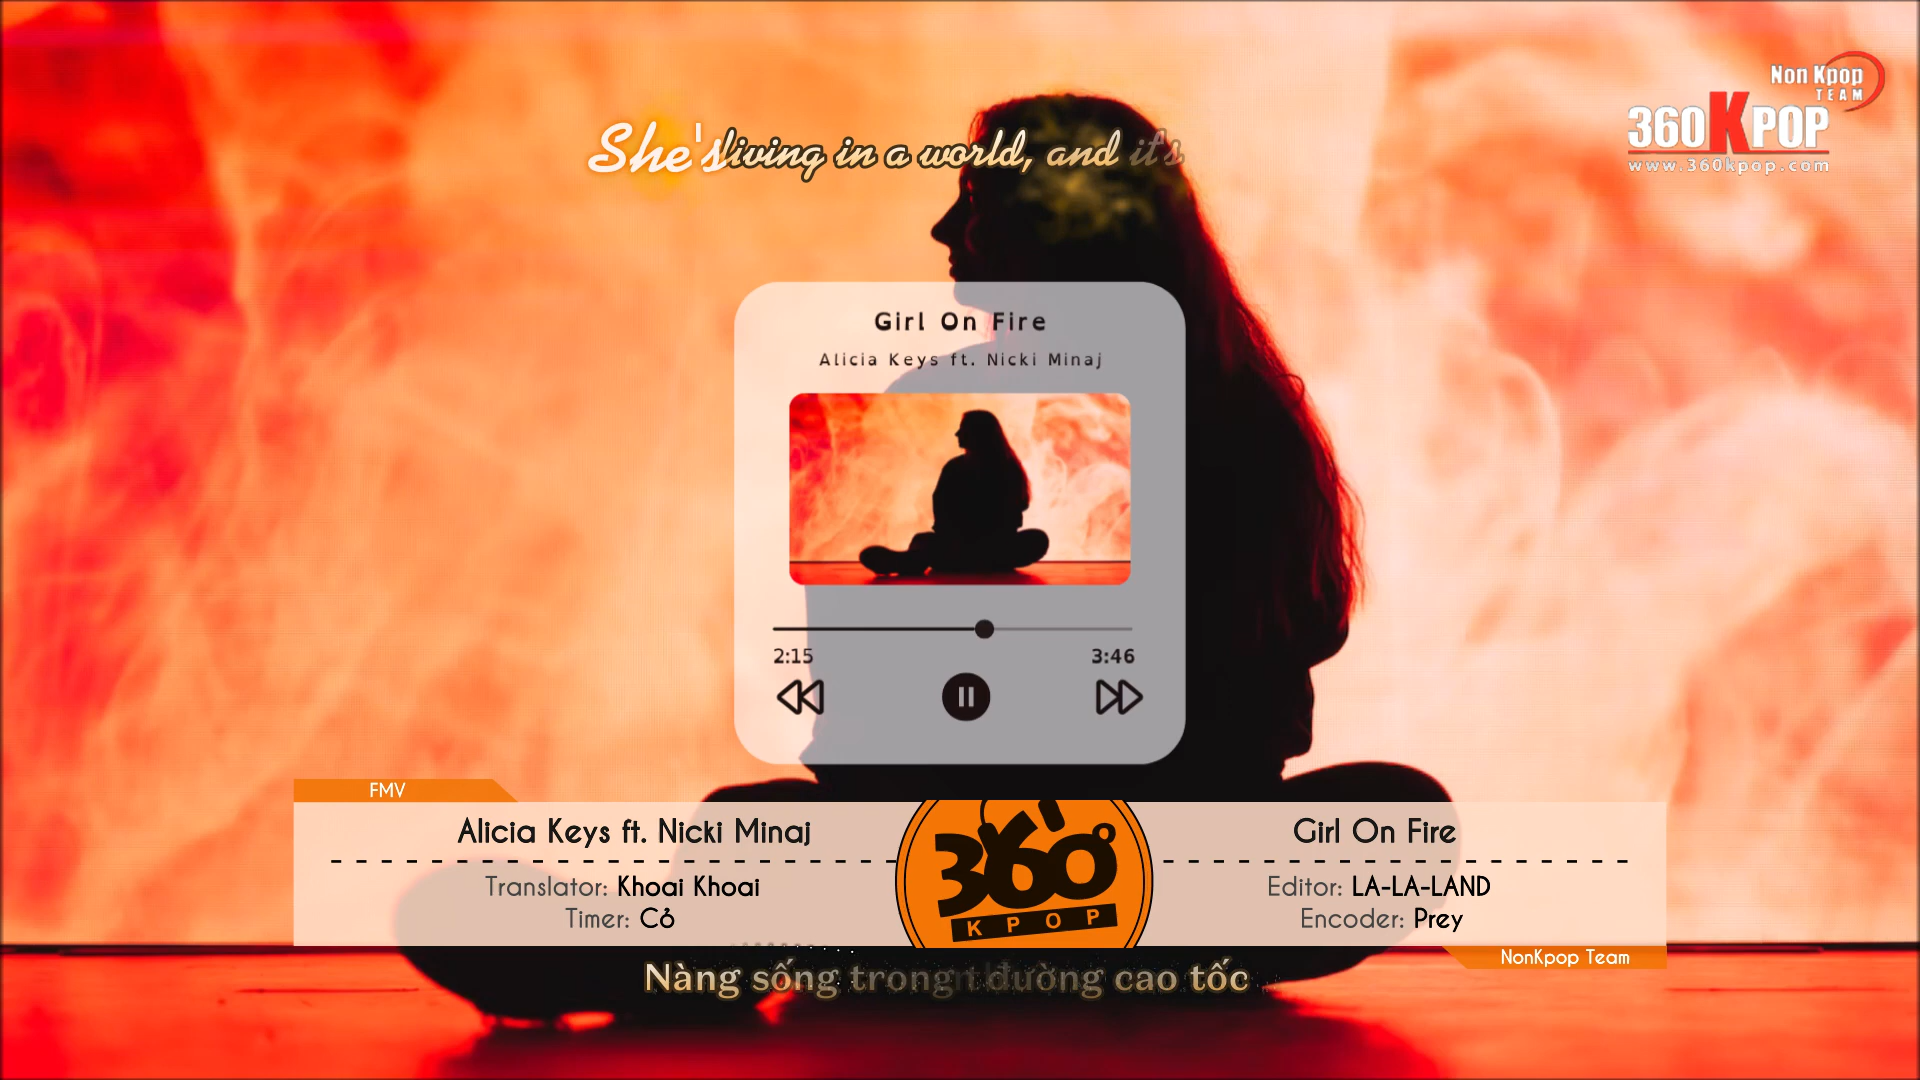 Non Kpop
TEAM
360KPOP
www.360kpop.com
She's living in a world, and it's
Girl On Fire
Alicia Keys ft. Nicki Minaj
2:15
3:46
FMV
Alicia Keys ft. Nicki Minaj
Translator: Khoai Khoai
Timer: Cỏ
360°
KPOP
Girl On Fire
Editor: LA-LA-LAND
Encoder: Prey
NonKpop Team
Nàng sống trong đường cao tốc